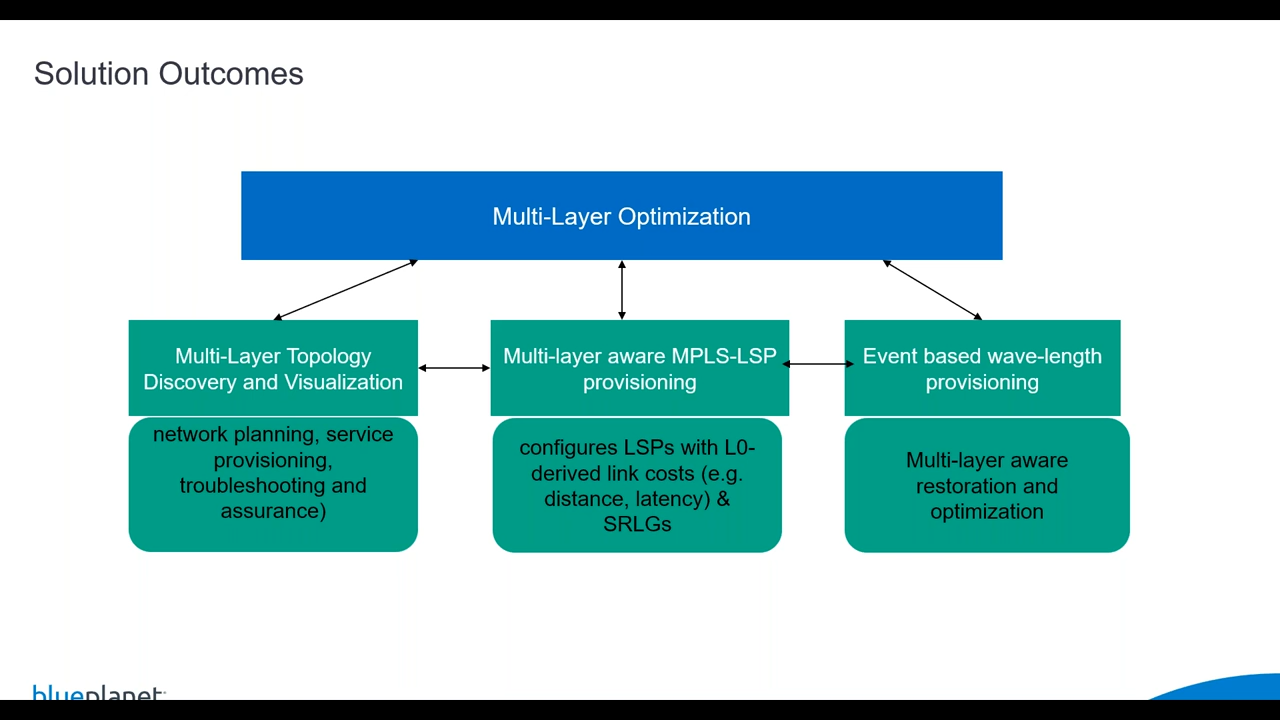 Solution Outcomes
Multi-Layer Optimization
Multi-Layer Topology
Discovery and Visualization
Multi-layer aware MPLS-LSP
provisioning
Event based wave-length
provisioning
network planning, service
provisioning,
troubleshooting and
assurance)
configures LSPs with L0-
derived link costs (e.g.
distance, latency) &
SRLGs
Multi-layer aware
restoration and
optimization
blueplanet